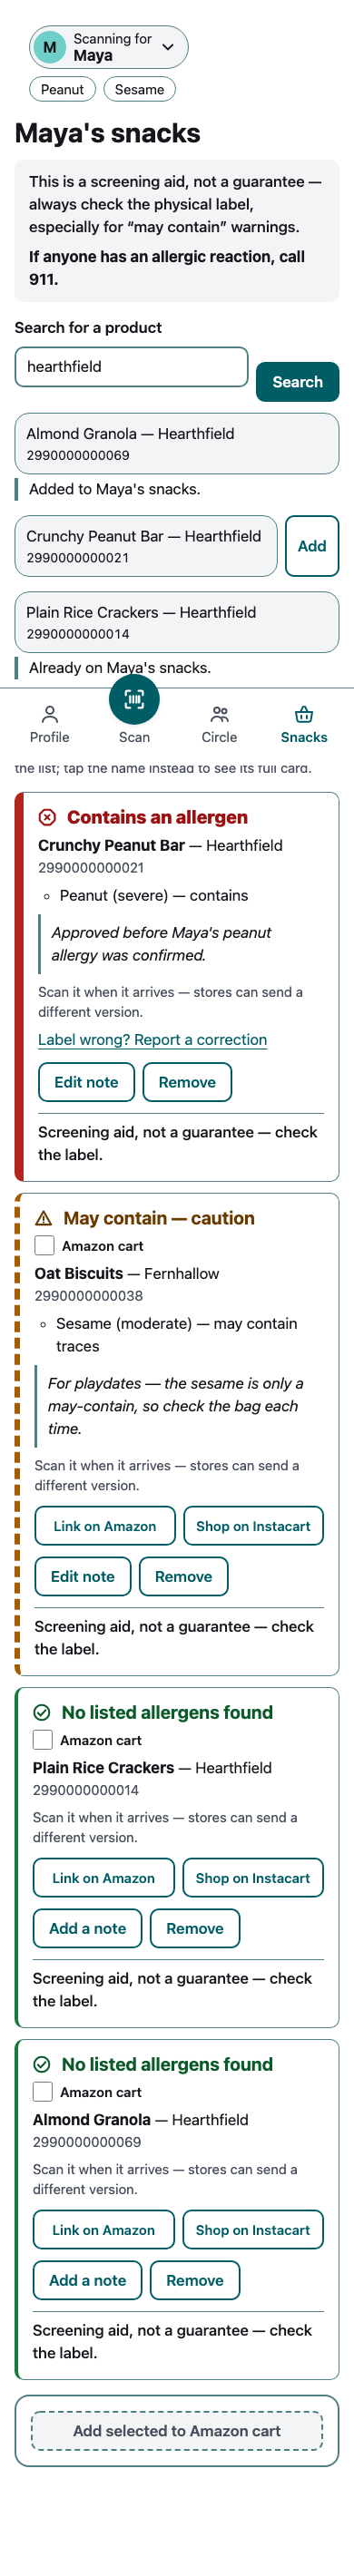 M
Scanning for
Maya
Peanut
Sesame
Maya's snacks
This is a screening aid, not a guarantee —
always check the physical label,
especially for “may contain” warnings.
If anyone has an allergic reaction, call
911.
Search for a product
hearthfield
Search
Almond Granola — Hearthfield
2990000000069
Added to Maya's snacks.
Crunchy Peanut Bar — Hearthfield
2990000000021
Add
Plain Rice Crackers — Hearthfield
2990000000014
Already on Maya's snacks.
Profile
Scan
Circle
Snacks
the list; tap the name instead to see its full card.
Contains an allergen
Crunchy Peanut Bar — Hearthfield
2990000000021
Peanut (severe) — contains
Approved before Maya's peanut
allergy was confirmed.
Scan it when it arrives — stores can send a
different version.
Label wrong? Report a correction
Edit note
Remove
Screening aid, not a guarantee — check
the label.
May contain — caution
Amazon cart
Oat Biscuits — Fernhallow
2990000000038
Sesame (moderate) — may contain
traces
For playdates — the sesame is only a
may-contain, so check the bag each
time.
Scan it when it arrives — stores can send a
different version.
Link on Amazon
Shop on Instacart
Edit note
Remove
Screening aid, not a guarantee — check
the label.
No listed allergens found
Amazon cart
Plain Rice Crackers — Hearthfield
2990000000014
Scan it when it arrives — stores can send a
different version.
Link on Amazon
Shop on Instacart
Add a note
Remove
Screening aid, not a guarantee — check
the label.
No listed allergens found
Amazon cart
Almond Granola — Hearthfield
2990000000069
Scan it when it arrives — stores can send a
different version.
Link on Amazon
Shop on Instacart
Add a note
Remove
Screening aid, not a guarantee — check
the label.
Add selected to Amazon cart